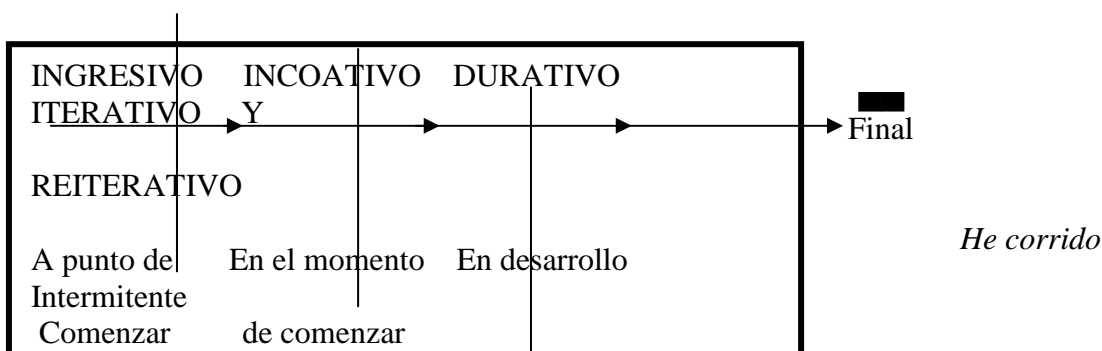 INGRESIVO INCOATIVO DURATIVO
ITERATIVO Y
Final
REITERATIVO
He corrido
A punto de En el momento En desarrollo
Intermitente
Comenzar de comenzar